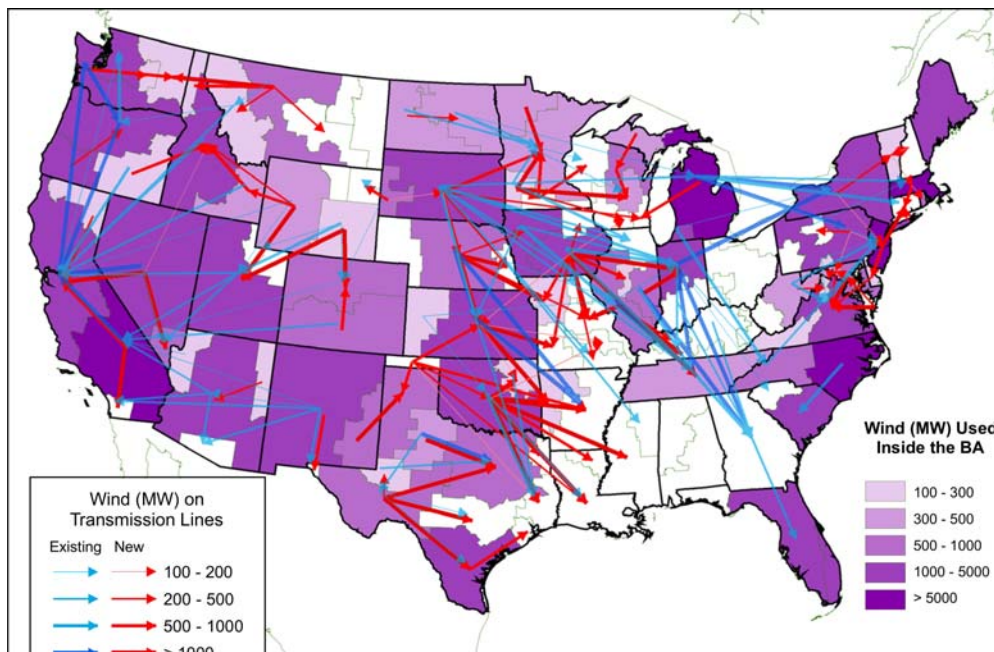 Wind (MW) Used
Inside the BA
100 - 300
300 - 500
500 - 1000
1000 - 5000
> 5000
Wind (MW) on
Transmission Lines
Existing New
100 - 200
200 - 500
500 - 1000
> 1000